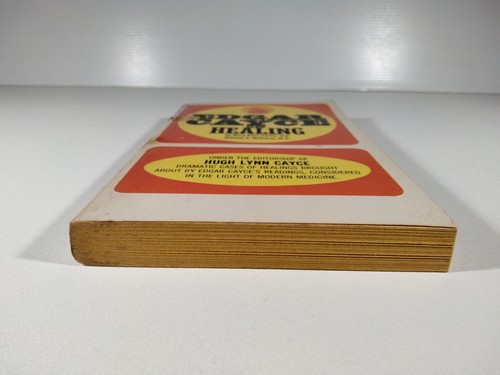 EDGAR
CAYCE
ON
HEALING
UNDER THE EDITORSHIP OF
HUGH LYNN CAYCE
DRAMATIC CASES OF HEALINGS BROUGHT
ABOUT BY EDGAR CAYCE'S READINGS, CONSIDERED
IN THE LIGHT OF MODERN MEDICINE.